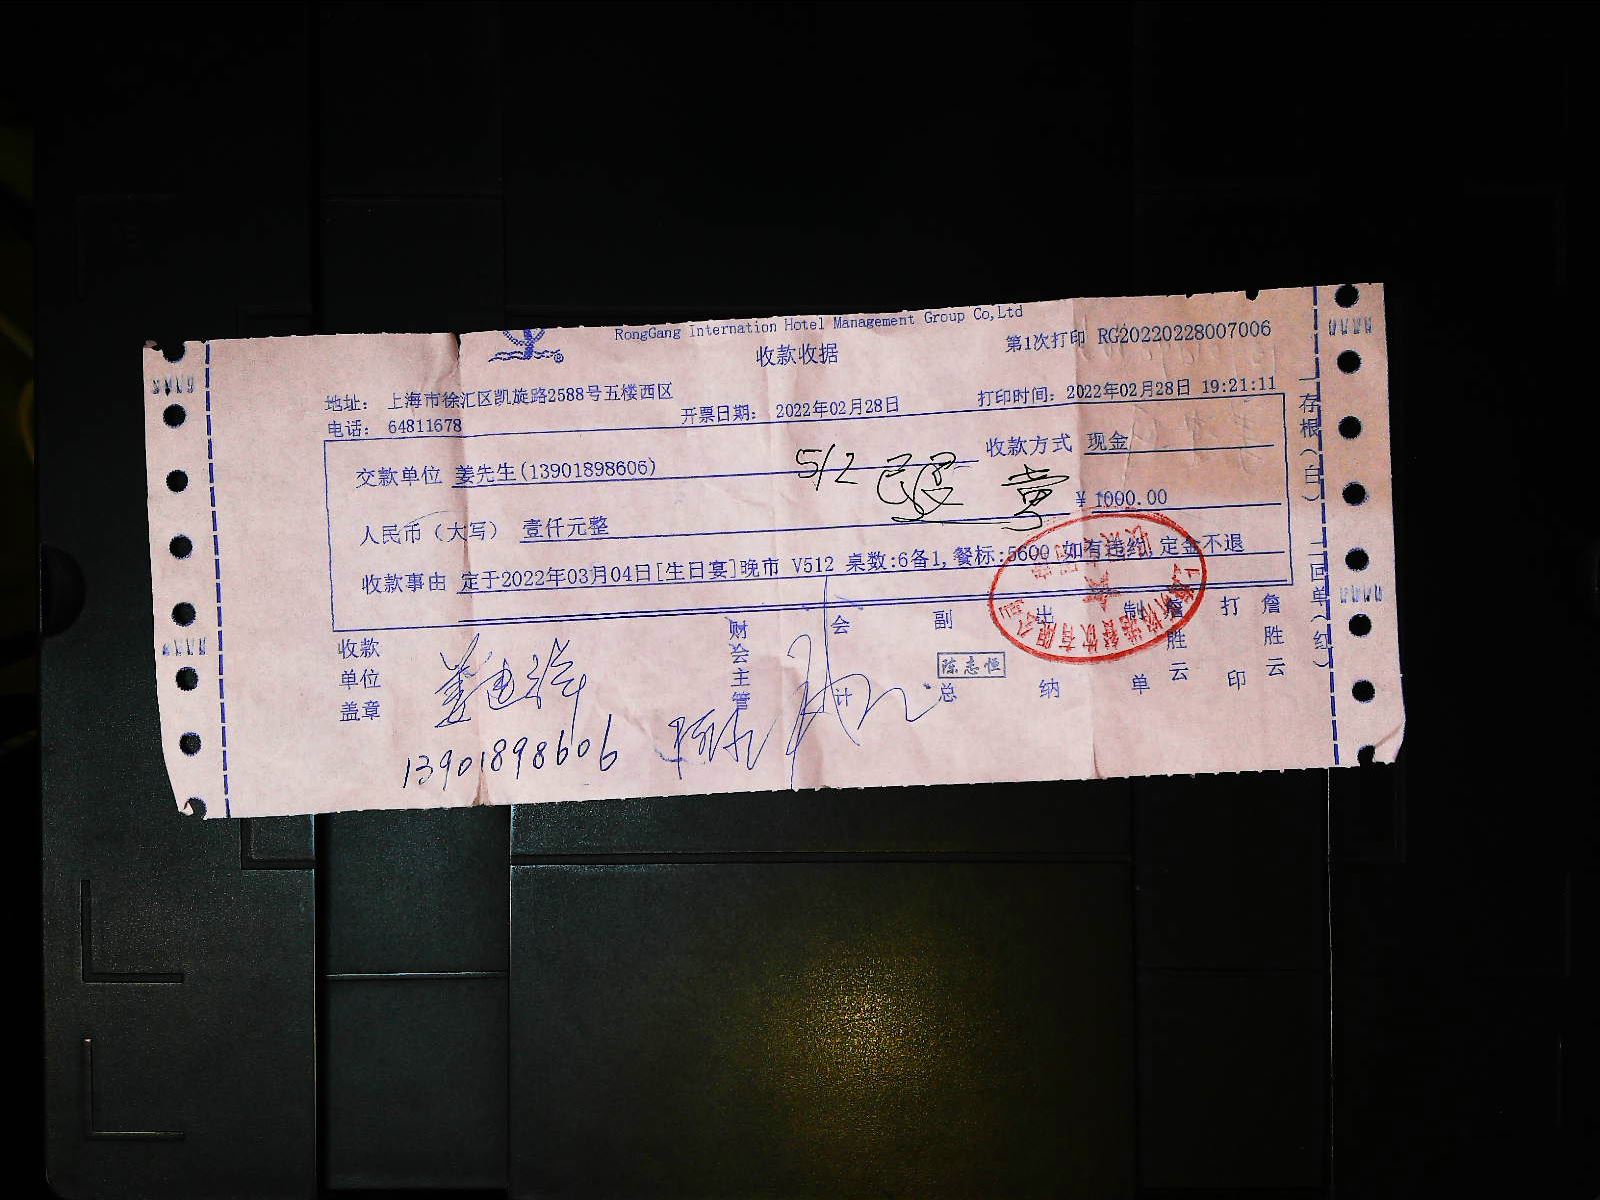 RongGang Internation Hotel Management Group Co,Ltd
收款收据
第1次打印 RG20220228007006
地址： 上海市徐汇区凯旋路2588号五楼西区
电话： 64811678
开票日期： 2022年02月28日
打印时间：2022年02月28日 19:21:11
交款单位 姜先生(13901898606)
收款方式 现金
5/2 已退
人民币（大写） 壹仟元整
¥ 1000.00
收款事由 定于2022年03月04日[生日宴]晚市 V512 桌数:6备1,餐标:5600 如有违约,定金不退
收款单位盖章
财会主管
会计
副总
陈志恒
出纳
制单
詹胜云
打印
詹胜云
13901898606
一存根（白）二回单（红）